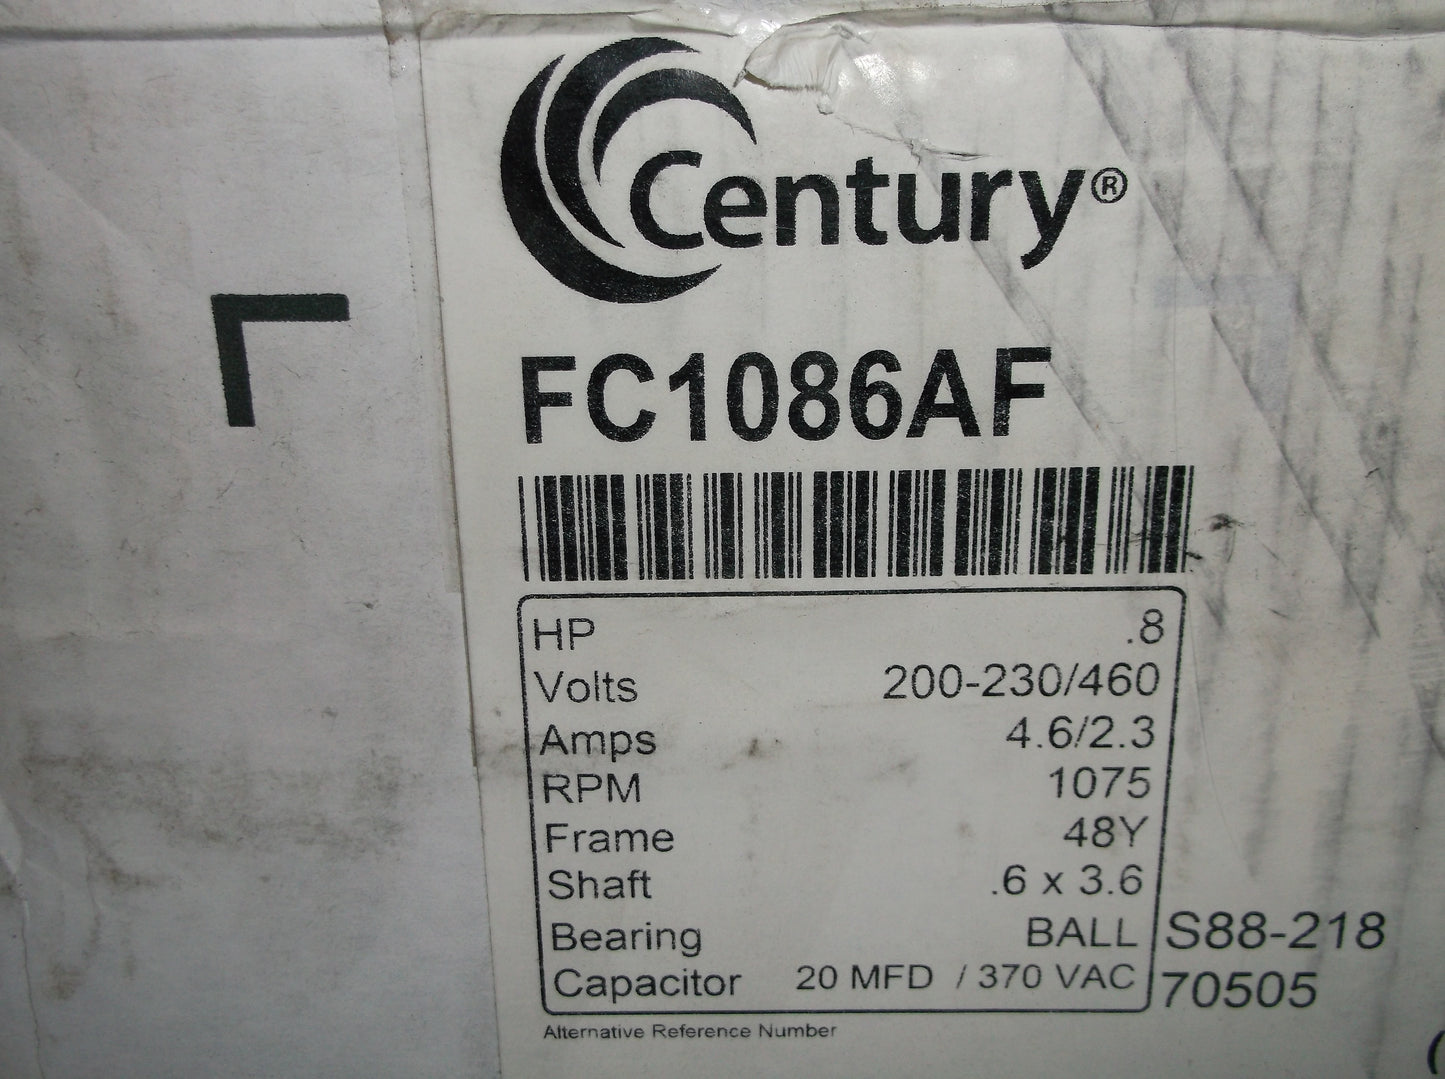 Century®
FC1086AF
HP .8
Volts 200-230/460
Amps 4.6/2.3
RPM 1075
Frame 48Y
Shaft .6 x 3.6
Bearing BALL S88-218
Capacitor 20 MFD / 370 VAC 70505
Alternative Reference Number